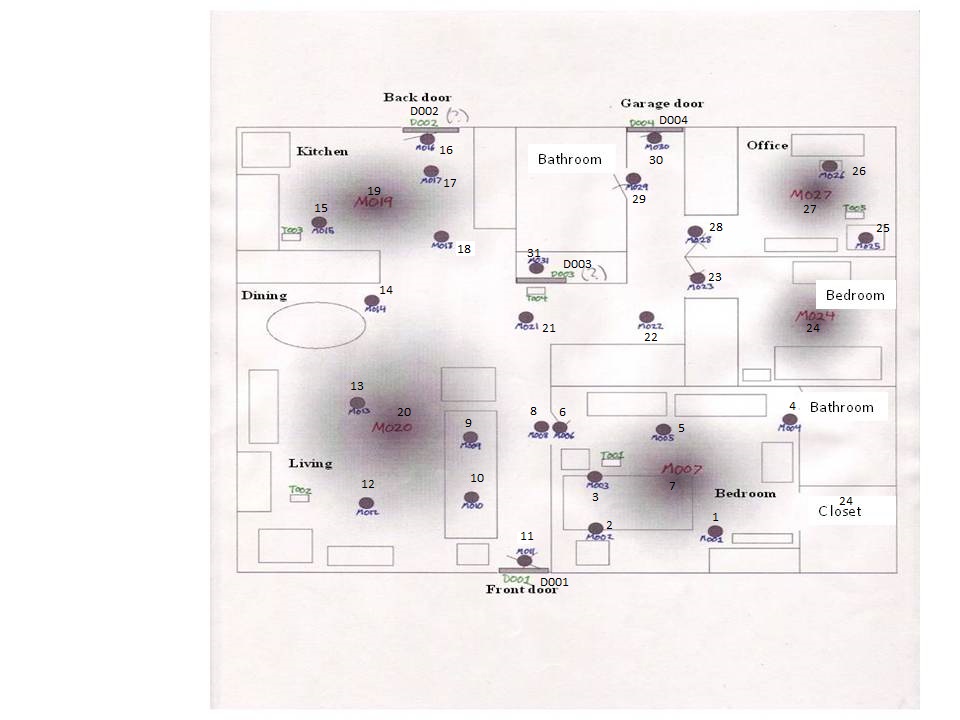 Back door
D002
D002 (?)
M016
16
Garage door
D004 D004
M030
30
Kitchen
M017
17
19
M019
15
M015
T003
M018
18
Bathroom
M029
29
Office
M026
26
M027
27
T005
M025
25
28
M028
31
M031
D003
D003 (?)
T004
23
M023
Bedroom
M024
24
Dining
14
M014
M021
21
M022
22
13
M013
20
M020
9
M009
8
M008
6
M006
5
M005
4
M004
Bathroom
Living
T002
12
M012
10
M010
T001
M003
3
M007
7
Bedroom
24
Closet
2
M002
1
M001
11
M011
D001 D001
Front door